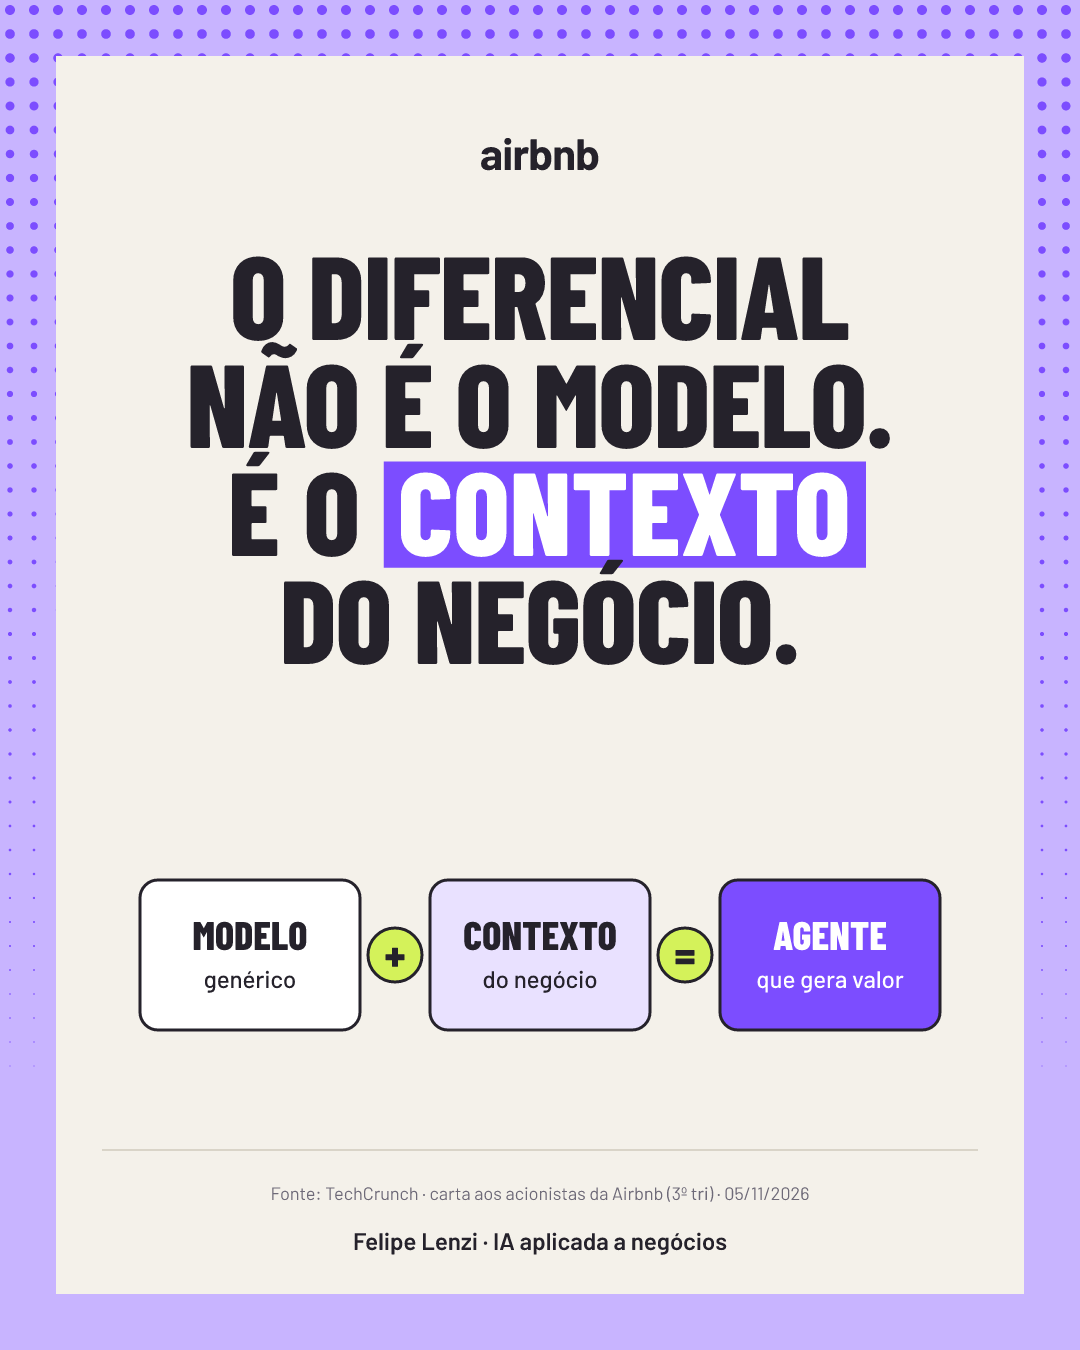 airbnb
O DIFERENCIAL
NÃO É O MODELO.
É O CONTEXTO
DO NEGÓCIO.
MODELO
genérico
+
CONTEXTO
do negócio
=
AGENTE
que gera valor
Fonte: TechCrunch · carta aos acionistas da Airbnb (3º tri) · 05/11/2026
Felipe Lenzi · IA aplicada a negócios